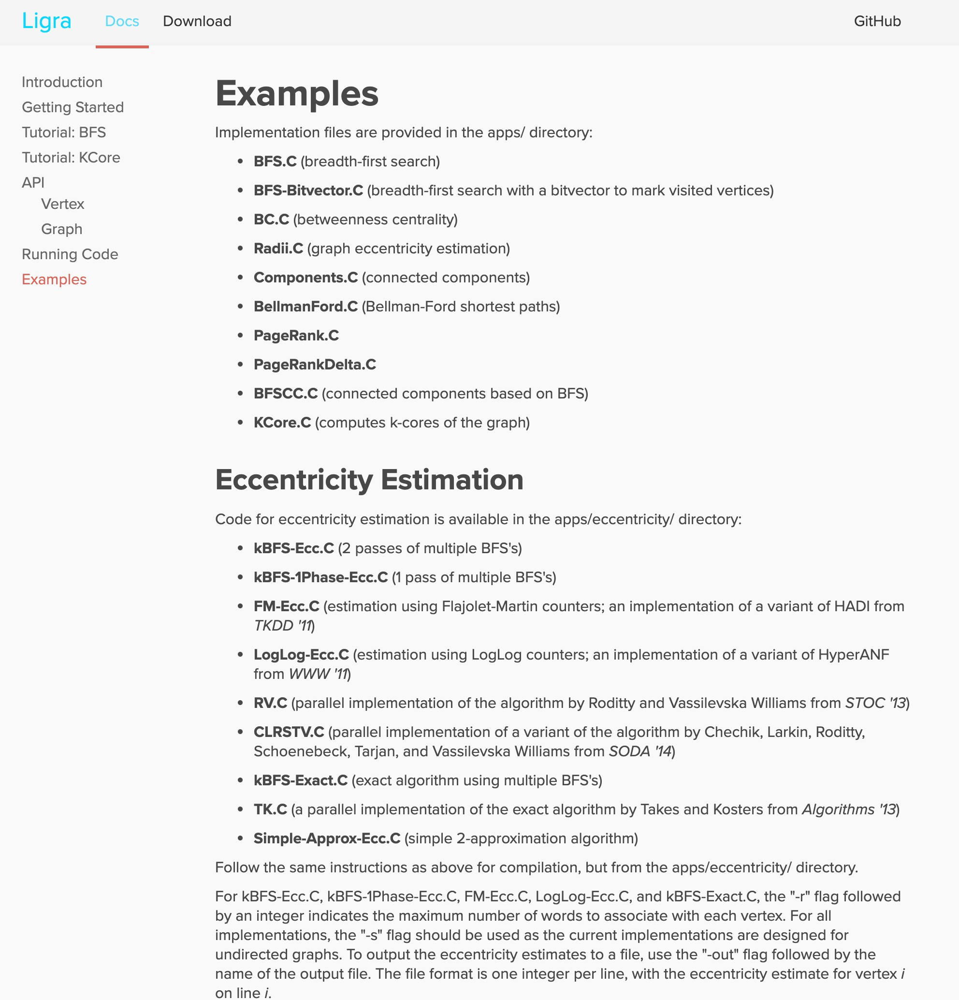 Ligra
Docs
Download
GitHub
Introduction
Getting Started
Tutorial: BFS
Tutorial: KCore
API
Vertex
Graph
Running Code
Examples
Examples
Implementation files are provided in the apps/ directory:
• BFS.C (breadth-first search)
• BFS-Bitvector.C (breadth-first search with a bitvector to mark visited vertices)
• BC.C (betweenness centrality)
• Radii.C (graph eccentricity estimation)
• Components.C (connected components)
• BellmanFord.C (Bellman-Ford shortest paths)
• PageRank.C
• PageRankDelta.C
• BFSCC.C (connected components based on BFS)
• KCore.C (computes k-cores of the graph)
Eccentricity Estimation
Code for eccentricity estimation is available in the apps/eccentricity/ directory:
• kBFS-Ecc.C (2 passes of multiple BFS's)
• kBFS-1Phase-Ecc.C (1 pass of multiple BFS's)
• FM-Ecc.C (estimation using Flajolet-Martin counters; an implementation of a variant of HADI from
TKDD '11)
• LogLog-Ecc.C (estimation using LogLog counters; an implementation of a variant of HyperANF
from WWW '11)
• RV.C (parallel implementation of the algorithm by Roditty and Vassilevska Williams from STOC '13)
• CLRSTV.C (parallel implementation of a variant of the algorithm by Chechik, Larkin, Roditty,
Schoenebeck, Tarjan, and Vassilevska Williams from SODA '14)
• kBFS-Exact.C (exact algorithm using multiple BFS's)
• TK.C (a parallel implementation of the exact algorithm by Takes and Kosters from Algorithms '13)
• Simple-Approx-Ecc.C (simple 2-approximation algorithm)
Follow the same instructions as above for compilation, but from the apps/eccentricity/ directory.
For kBFS-Ecc.C, kBFS-1Phase-Ecc.C, FM-Ecc.C, LogLog-Ecc.C, and kBFS-Exact.C, the "-r" flag followed
by an integer indicates the maximum number of words to associate with each vertex. For all
implementations, the "-s" flag should be used as the current implementations are designed for
undirected graphs. To output the eccentricity estimates to a file, use the "-out" flag followed by the
name of the output file. The file format is one integer per line, with the eccentricity estimate for vertex i
on line i.